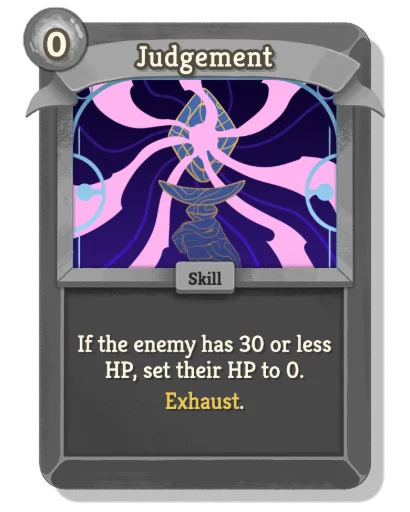 0
Judgement
Skill
If the enemy has 30 or less
HP, set their HP to 0.
Exhaust.